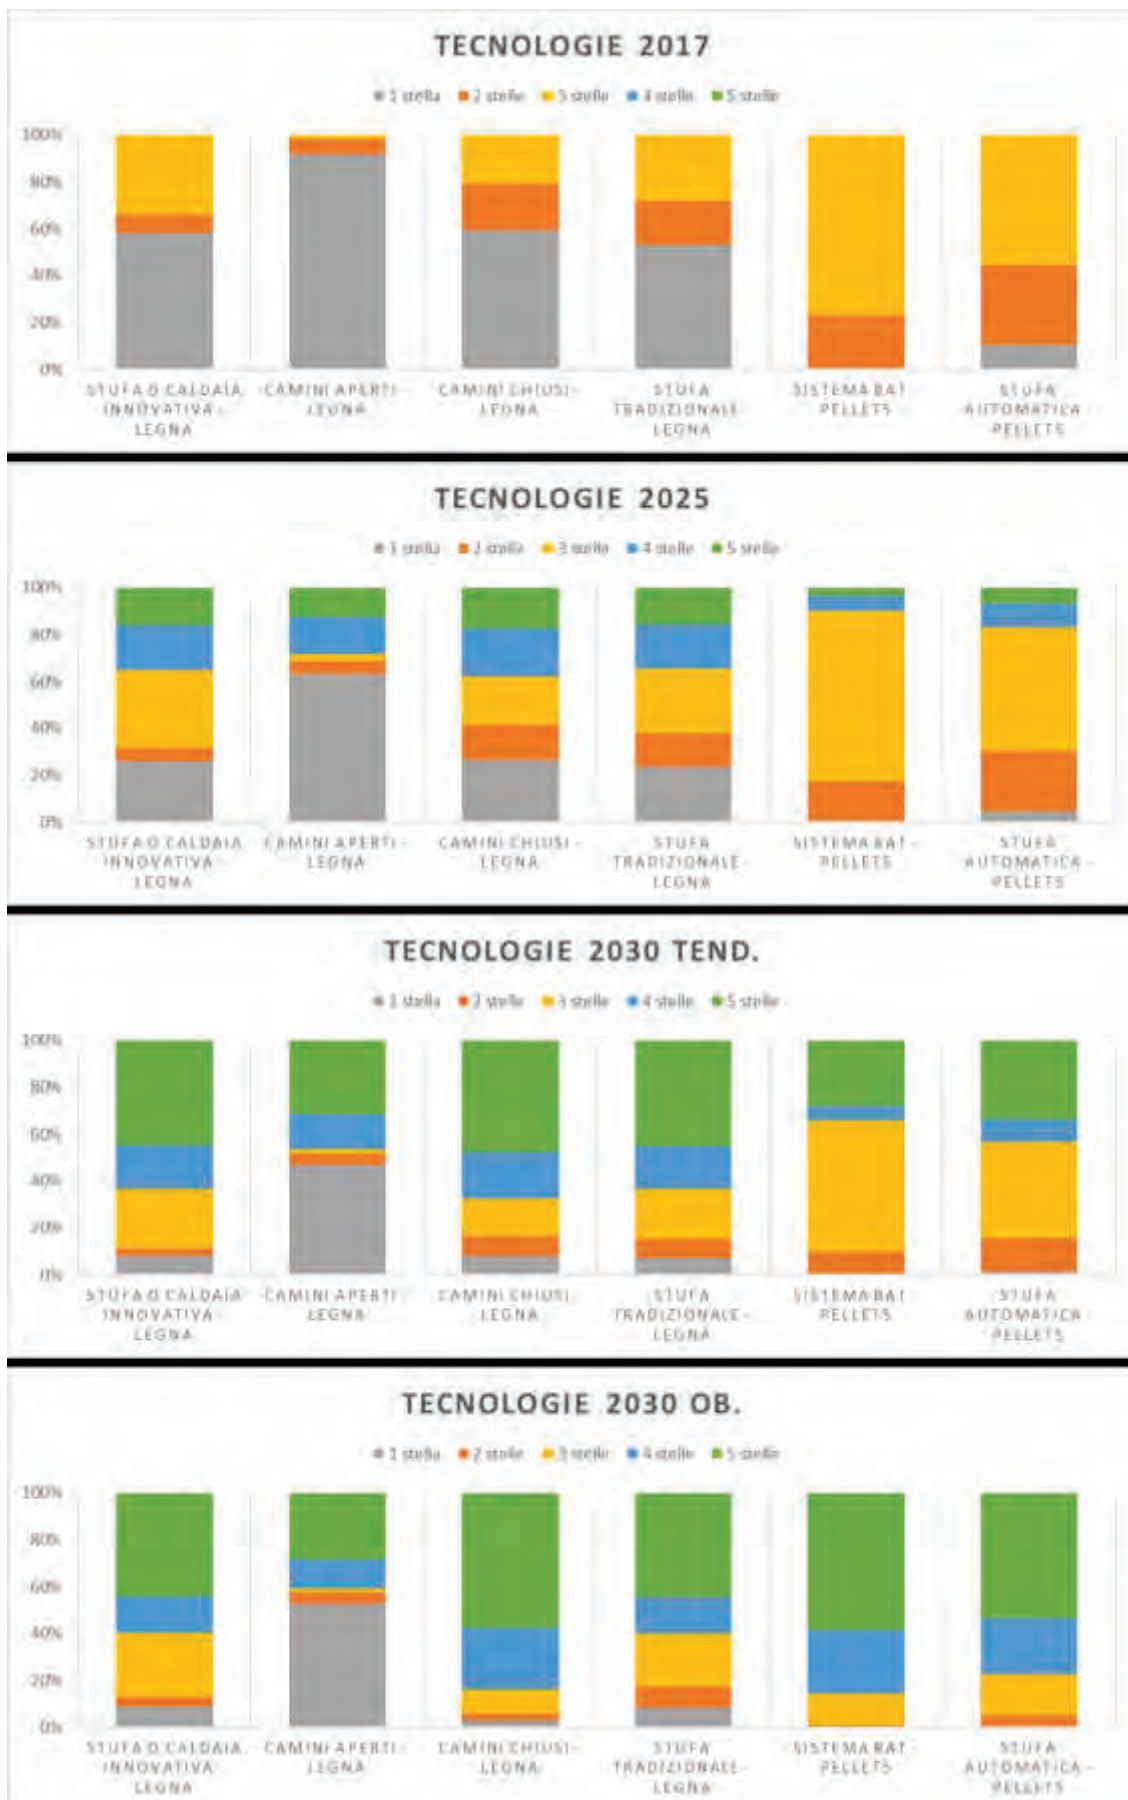 TECNOLOGIE 2017
1 stella 2 stelle 3 stelle 4 stelle 5 stelle
100%
80%
60%
40%
20%
0%
STUFA O CALDAIA CAMINI APERTI - CAMINI CHIUSI - STUFA SISTEMA BAT - STUFA
INNOVATIVA - LEGNA LEGNA TRADIZIONALE - PELLETS AUTOMATICA -
LEGNA LEGNA PELLETS
TECNOLOGIE 2025
1 stella 2 stelle 3 stelle 4 stelle 5 stelle
100%
80%
60%
40%
20%
0%
STUFA O CALDAIA CAMINI APERTI - CAMINI CHIUSI - STUFA SISTEMA BAT - STUFA
INNOVATIVA - LEGNA LEGNA TRADIZIONALE - PELLETS AUTOMATICA -
LEGNA LEGNA PELLETS
TECNOLOGIE 2030 TEND.
1 stella 2 stelle 3 stelle 4 stelle 5 stelle
100%
80%
60%
40%
20%
0%
STUFA O CALDAIA CAMINI APERTI - CAMINI CHIUSI - STUFA SISTEMA BAT - STUFA
INNOVATIVA - LEGNA LEGNA TRADIZIONALE - PELLETS AUTOMATICA -
LEGNA LEGNA PELLETS
TECNOLOGIE 2030 OB.
1 stella 2 stelle 3 stelle 4 stelle 5 stelle
100%
80%
60%
40%
20%
0%
STUFA O CALDAIA CAMINI APERTI - CAMINI CHIUSI - STUFA SISTEMA BAT - STUFA
INNOVATIVA - LEGNA LEGNA TRADIZIONALE - PELLETS AUTOMATICA -
LEGNA LEGNA PELLETS